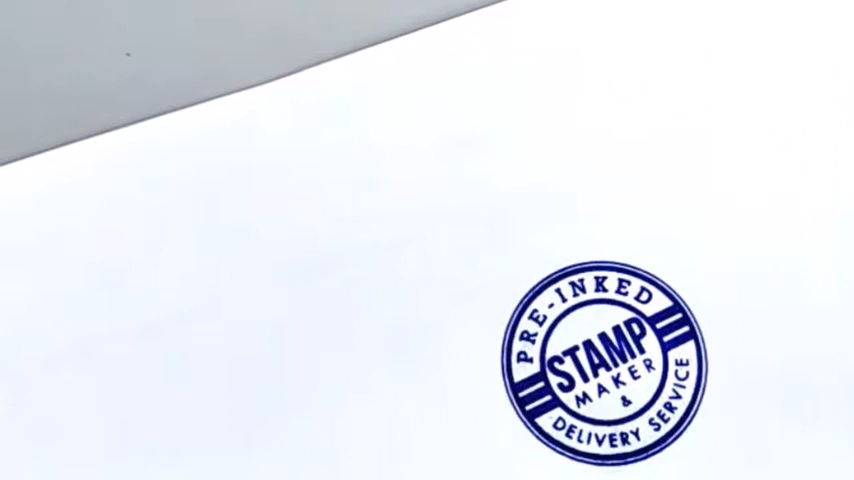 PRE-INKED
STAMP
MAKER
&
DELIVERY SERVICE